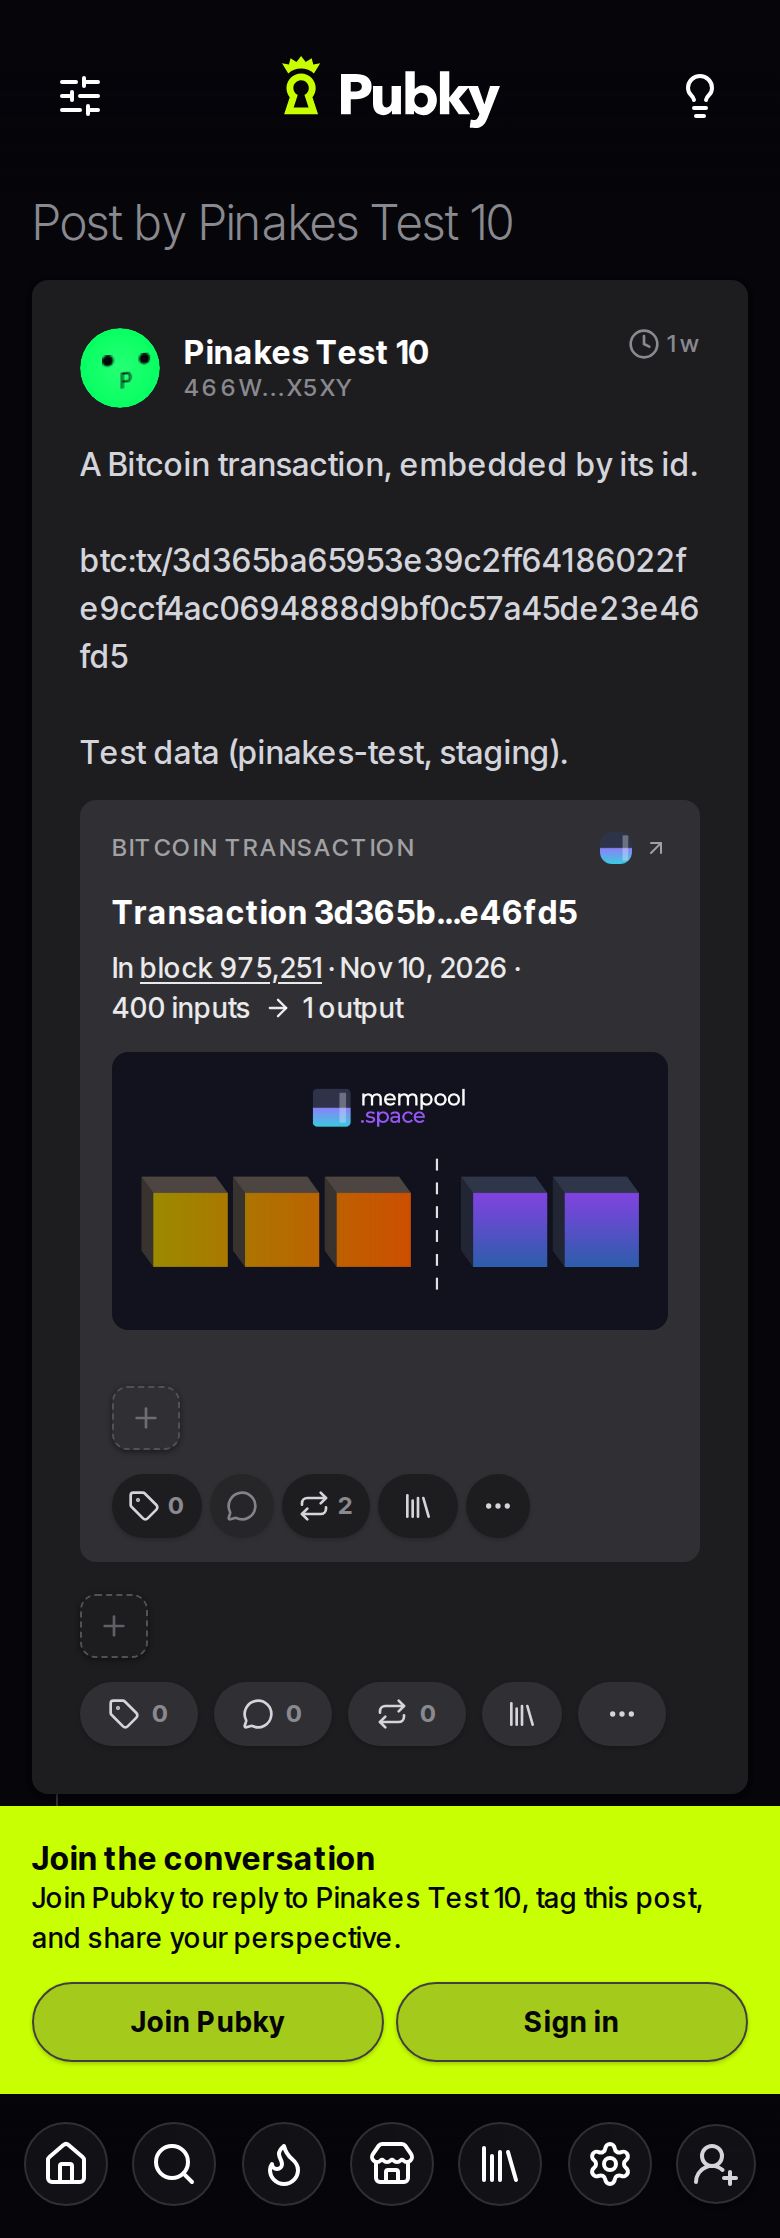 Pubky
Post by Pinakes Test 10
Pinakes Test 10
1w
466W...X5XY
P
A Bitcoin transaction, embedded by its id.
btc:tx/3d365ba65953e39c2ff64186022f
e9ccf4ac0694888d9bf0c57a45de23e46
fd5
Test data (pinakes-test, staging).
BITCOIN TRANSACTION
Transaction 3d365b...e46fd5
In block 975,251 · Nov 10, 2026 ·
400 inputs → 1 output
mempool
.space
0
2
0
0
0
Join the conversation
Join Pubky to reply to Pinakes Test 10, tag this post,
and share your perspective.
Join Pubky
Sign in